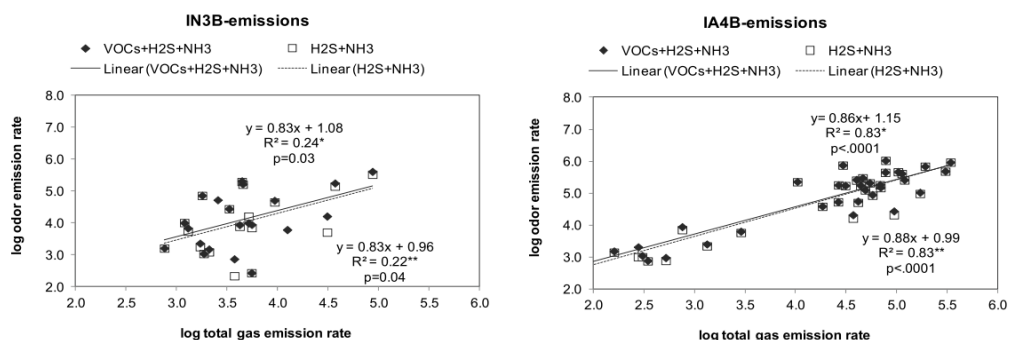 IN3B-emissions
VOCs+H2S+NH3 H2S+NH3
Linear (VOCs+H2S+NH3) Linear (H2S+NH3)
8.0
7.0
6.0
5.0
4.0
3.0
2.0
log odor emission rate
y = 0.83x + 1.08
R² = 0.24*
p=0.03
y = 0.83x + 0.96
R² = 0.22**
p=0.04
2.0 2.5 3.0 3.5 4.0 4.5 5.0 5.5 6.0
log total gas emission rate
IA4B-emissions
VOCs+H2S+NH3 H2S+NH3
Linear (VOCs+H2S+NH3) Linear (H2S+NH3)
8.0
7.0
6.0
5.0
4.0
3.0
2.0
log odor emission rate
y= 0.86x+ 1.15
R² = 0.83*
p<.0001
y = 0.88x + 0.99
R² = 0.83**
p<.0001
2.0 2.5 3.0 3.5 4.0 4.5 5.0 5.5 6.0
log total gas emission rate